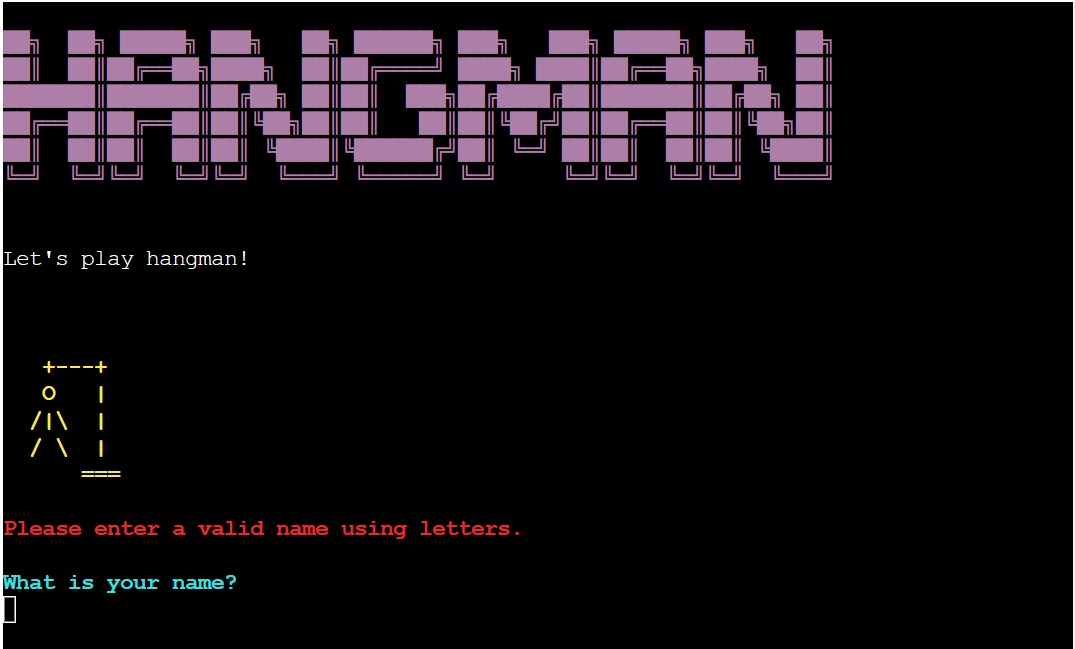 HANGMAN
Let's play hangman!
+---+
O   |
/|\  |
/ \  |
===
Please enter a valid name using letters.
What is your name?